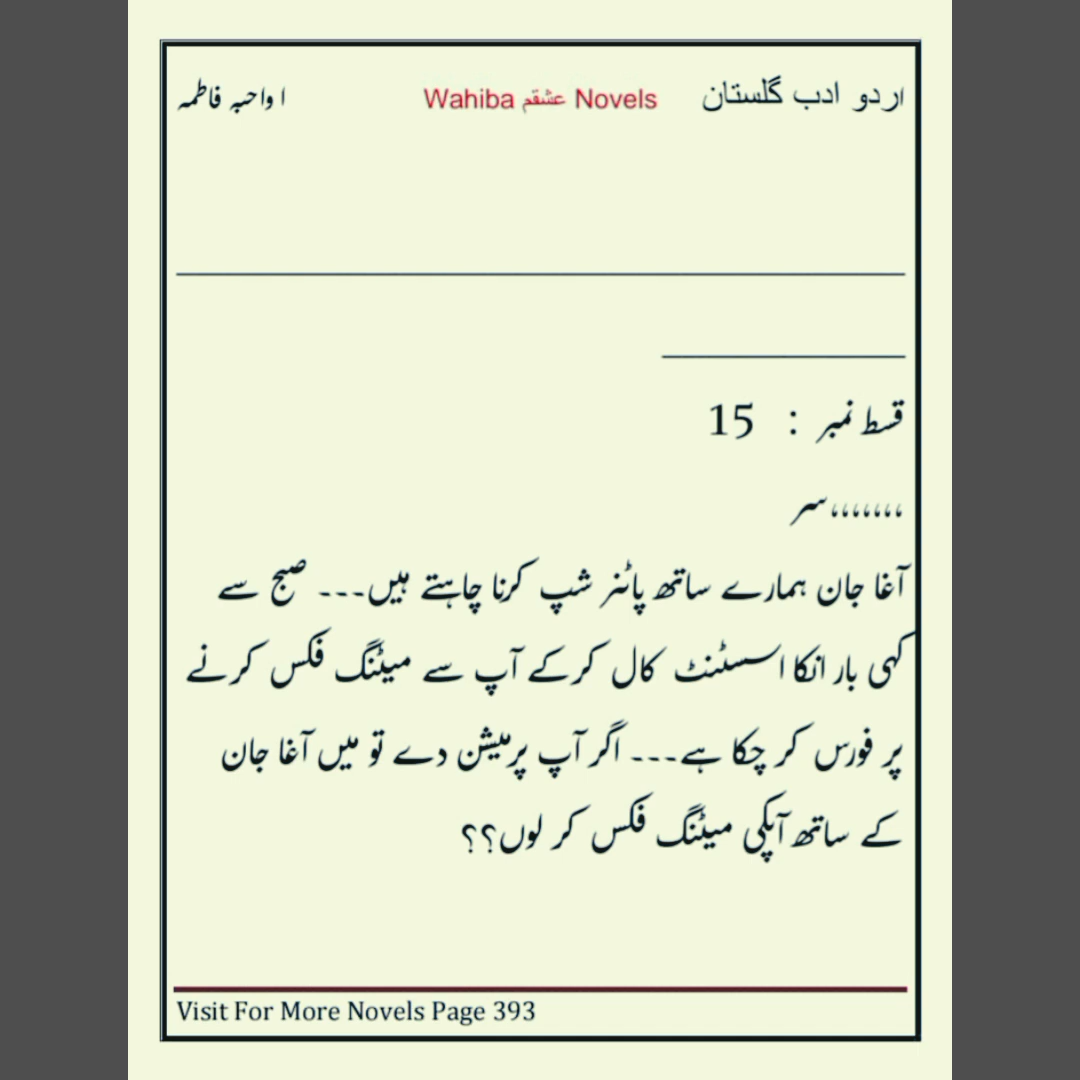 اردو ادب گلستان Wahiba عشقم Novels ا واحبہ فاطمہ
قسط نمبر : 15
،،،،،،،سر
آغا جان ہمارے ساتھ پاٹنر شپ کرنا چاہتے ہیں۔۔۔ صبح سے
کہی بار انکا اسسٹنٹ کال کرکے آپ سے میٹنگ فکس کرنے
پر فورس کر چکا ہے۔۔۔ اگر آپ پرمیشن دے تو میں آغا جان
کے ساتھ آپکی میٹنگ فکس کر لوں؟؟
Visit For More Novels Page 393